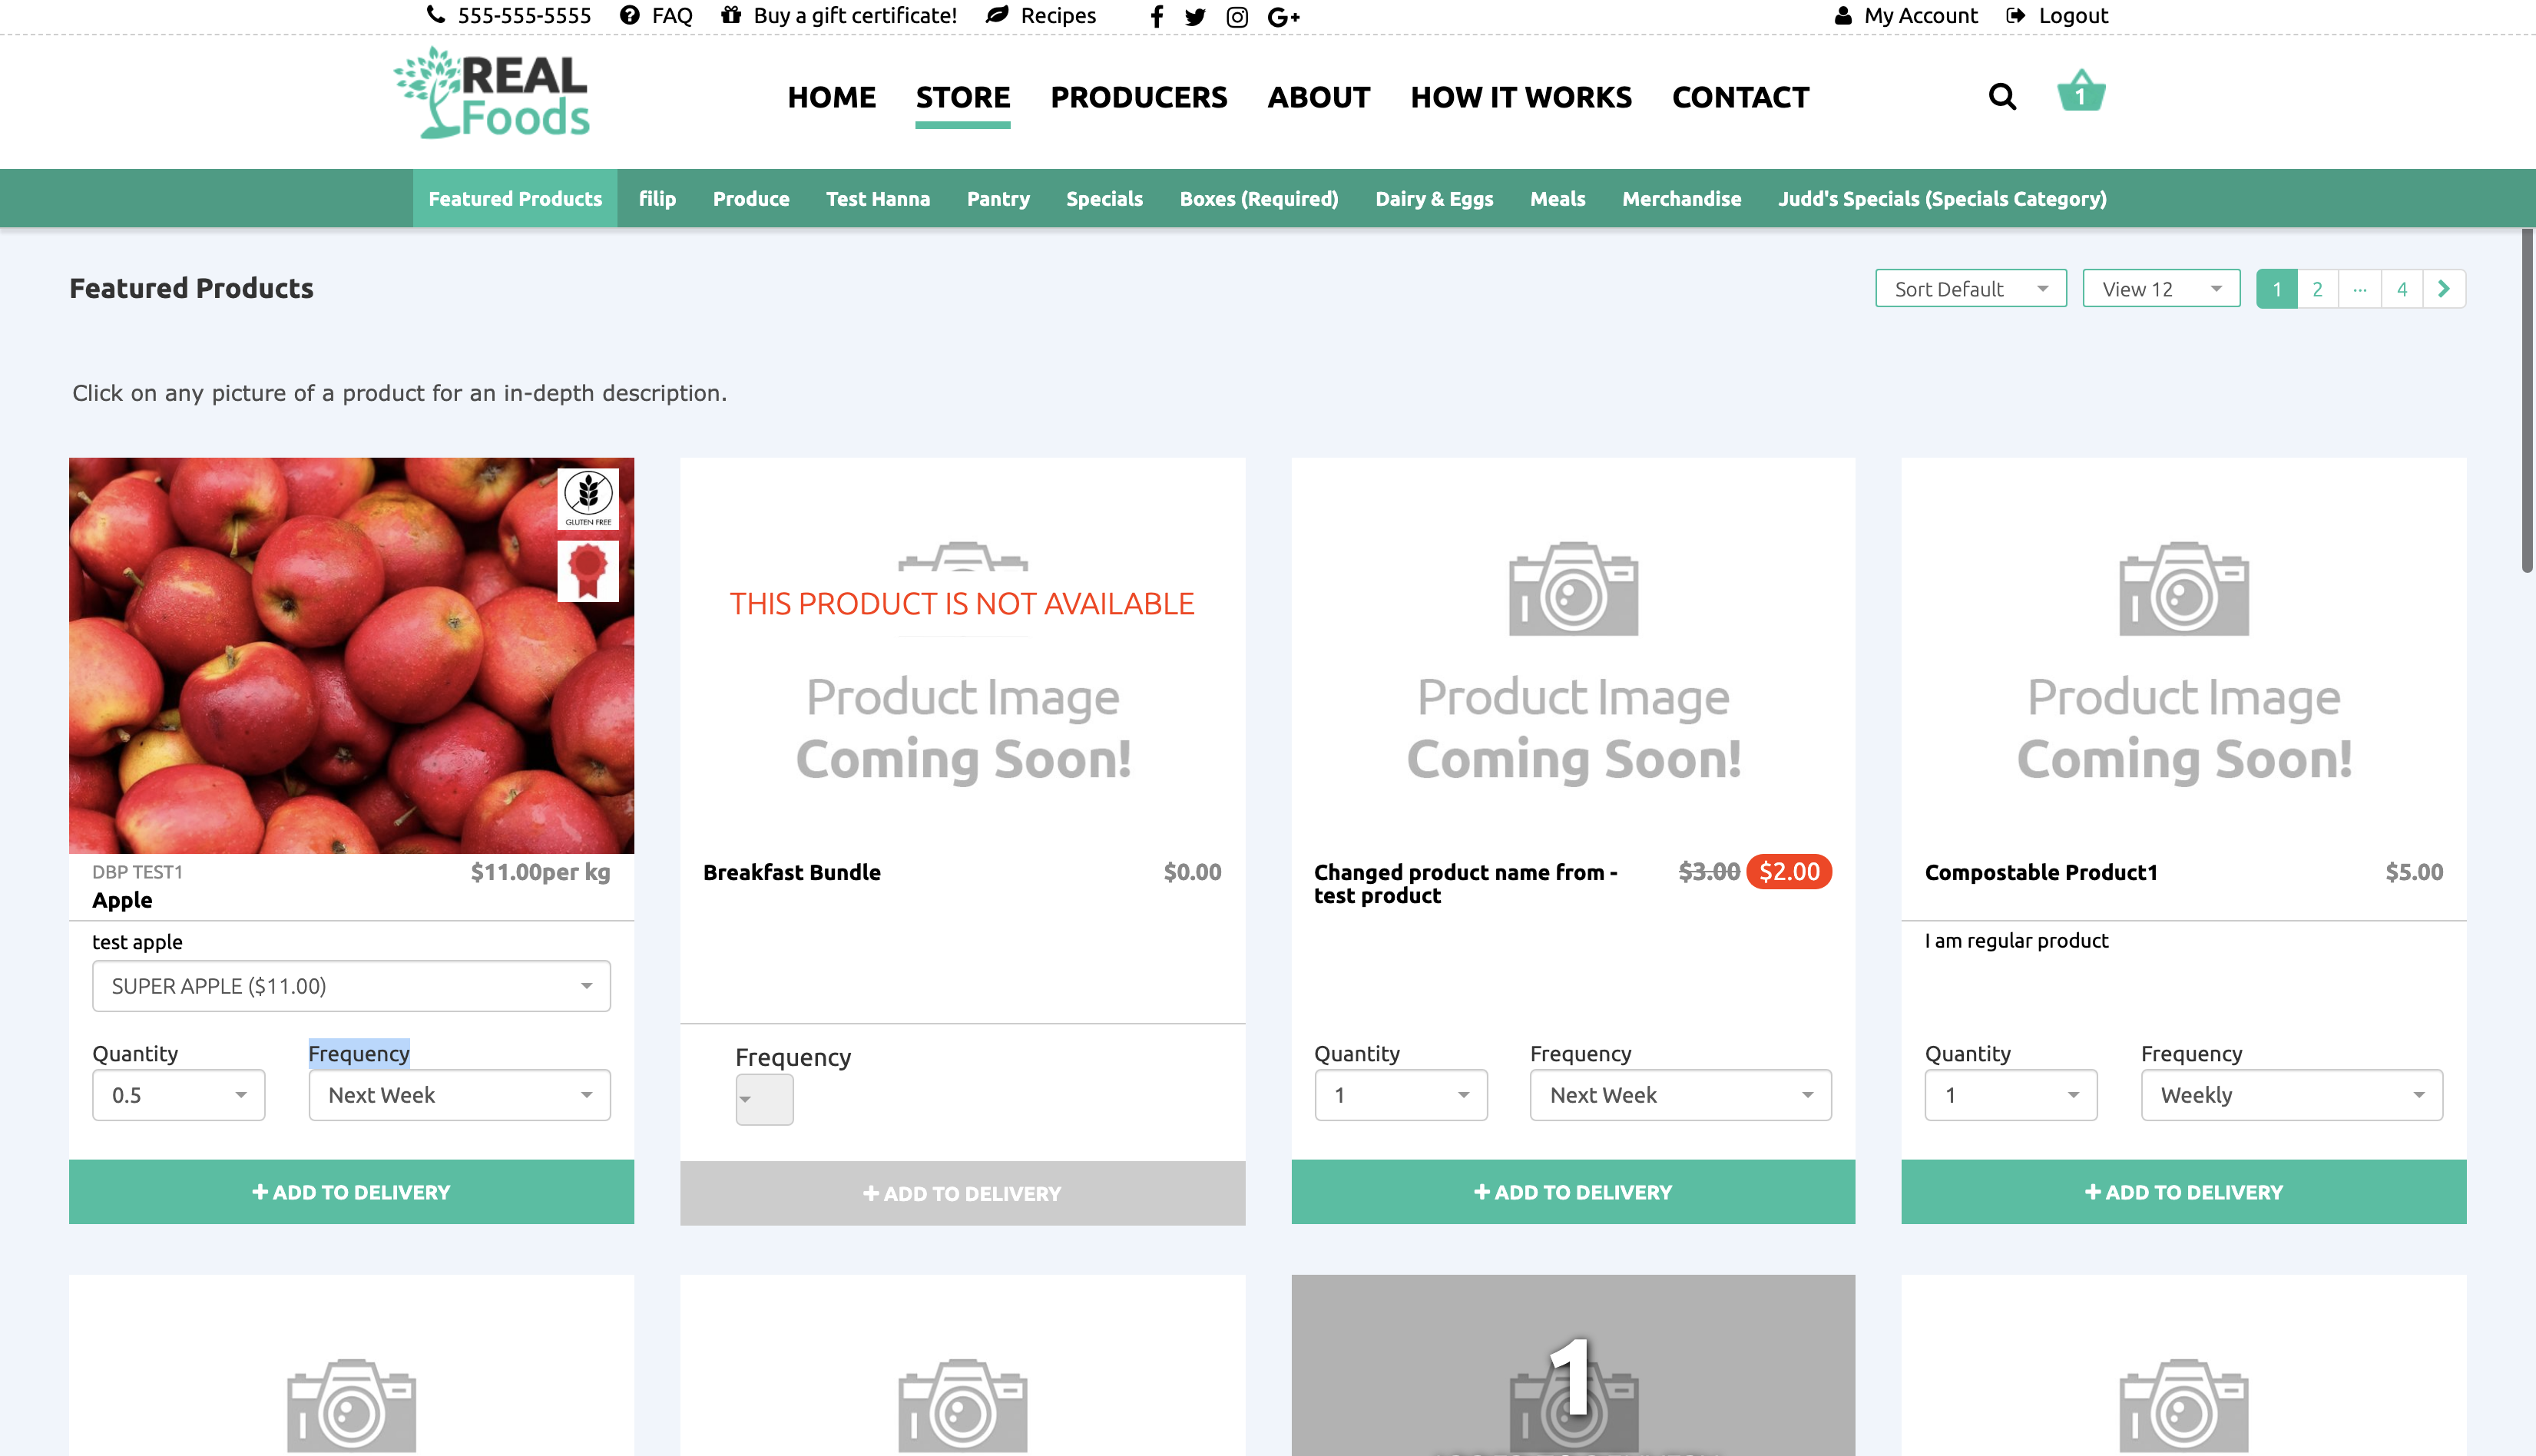 555-555-5555 FAQ Buy a gift certificate! Recipes My Account Logout
REAL
Foods
HOME STORE PRODUCERS ABOUT HOW IT WORKS CONTACT 1
Featured Products filip Produce Test Hanna Pantry Specials Boxes (Required) Dairy & Eggs Meals Merchandise Judd's Specials (Specials Category)
Featured Products Sort Default View 12 1 2 ... 4
Click on any picture of a product for an in-depth description.
GLUTEN FREE
DBP TEST1 $11.00per kg
Apple
test apple
SUPER APPLE ($11.00)
Quantity Frequency
0.5 Next Week
+ ADD TO DELIVERY
THIS PRODUCT IS NOT AVAILABLE
Product Image
Coming Soon!
Breakfast Bundle $0.00
Frequency
+ ADD TO DELIVERY
Product Image
Coming Soon!
Changed product name from - $3.00 $2.00
test product
Quantity Frequency
1 Next Week
+ ADD TO DELIVERY
Product Image
Coming Soon!
Compostable Product1 $5.00
I am regular product
Quantity Frequency
1 Weekly
+ ADD TO DELIVERY
1